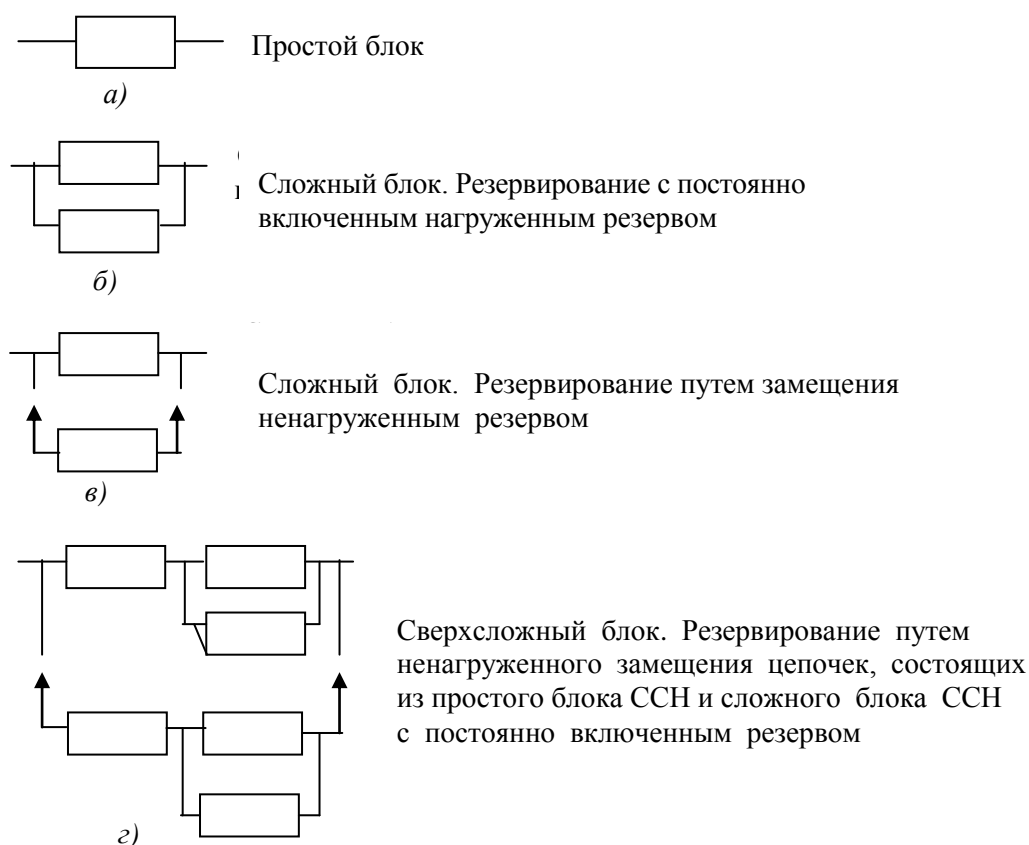 Простой блок
а)
Сложный блок. Резервирование с постоянно
включенным нагруженным резервом
б)
Сложный блок. Резервирование путем замещения
ненагруженным резервом
в)
Сверхсложный блок. Резервирование путем
ненагруженного замещения цепочек, состоящих
из простого блока ССН и сложного блока ССН
с постоянно включенным резервом
г)